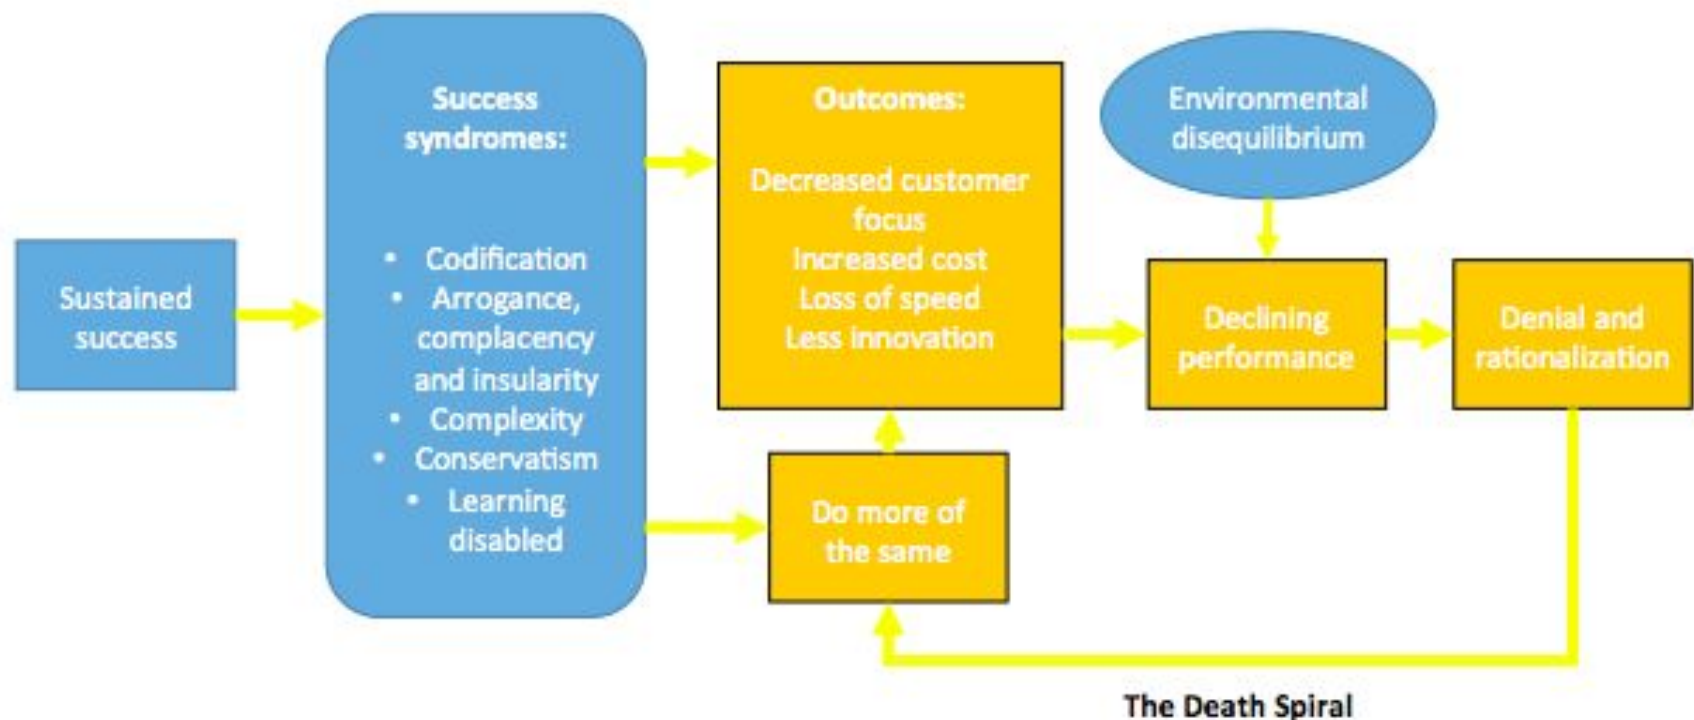 Sustained
success
Success
syndromes:
• Codification
• Arrogance,
complacency
and insularity
• Complexity
• Conservatism
• Learning
disabled
Outcomes:
Decreased customer
focus
Increased cost
Loss of speed
Less innovation
Do more of
the same
Environmental
disequilibrium
Declining
performance
Denial and
rationalization
The Death Spiral